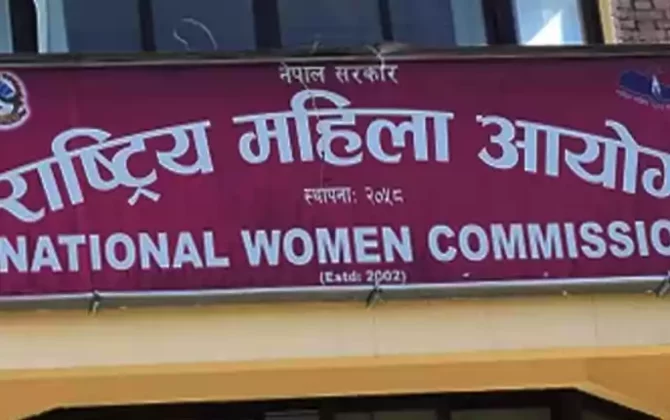 नेपाल सरकार
राष्ट्रिय महिला आयोग
स्थापनाः २०५८
NATIONAL WOMEN COMMISSIO
(Estd: 2002)